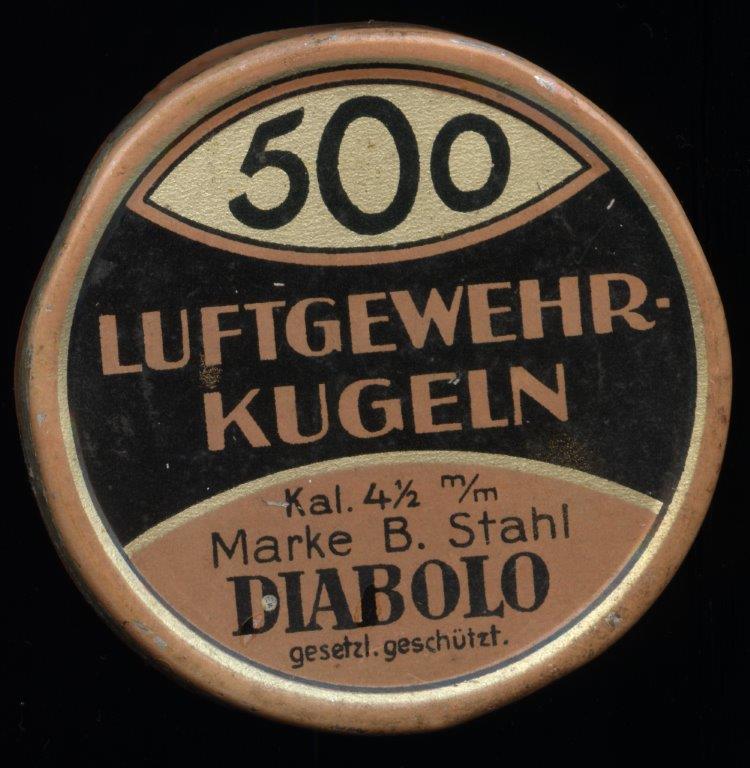 500
LUFTGEWEHR-
KUGELN
Kal. 4½ m/m
Marke B. Stahl
DIABOLO
gesetzl. geschützt.